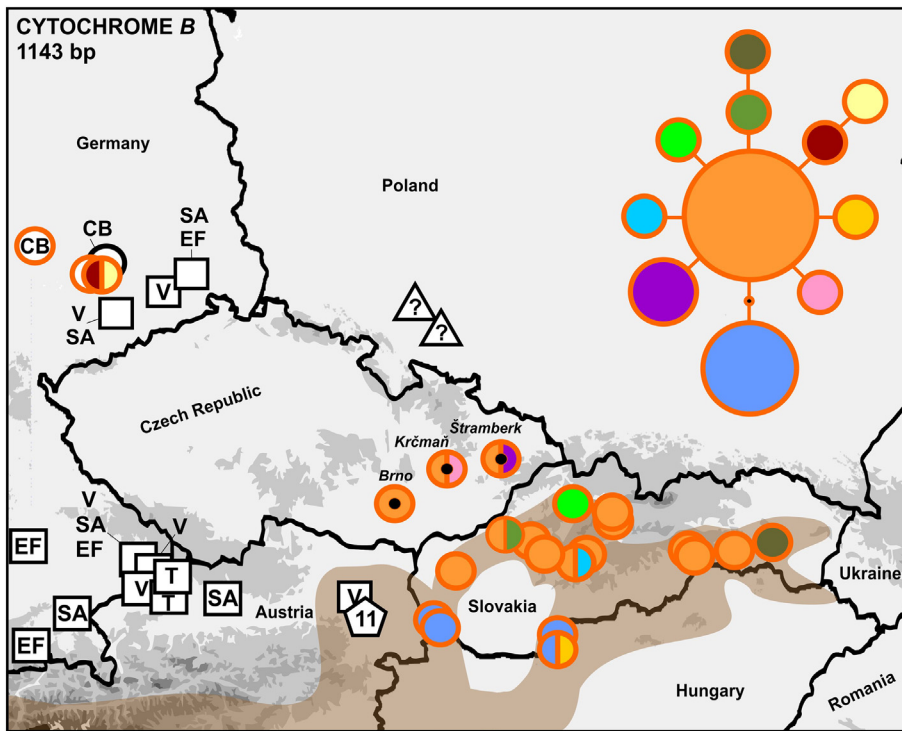 CYTOCHROME B
1143 bp
Germany
Poland
SA
EF
CB
CB
V
V
SA
?
?
Czech Republic
Štramberk
Krčmaň
Brno
V
SA
EF
V
EF
V
T
T
SA
SA
EF
Austria
V
11
Slovakia
Ukraine
Hungary
Romania